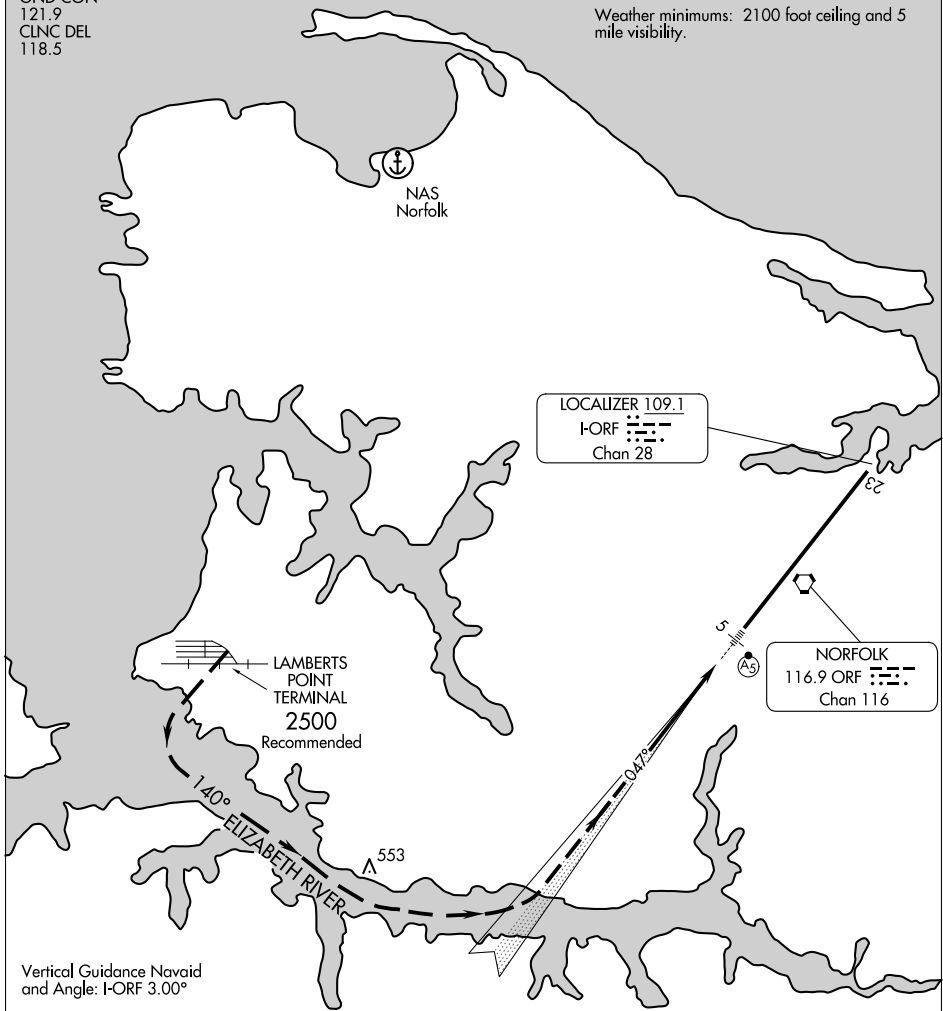 GND CON
121.9
CLNC DEL
118.5
Weather minimums: 2100 foot ceiling and 5
mile visibility.
NAS
Norfolk
LOCALIZER 109.1
I-ORF
Chan 28
23
5
A5
NORFOLK
116.9 ORF
Chan 116
LAMBERTS
POINT
TERMINAL
2500
Recommended
047°
140°
ELIZABETH RIVER
553
Vertical Guidance Navaid
and Angle: I-ORF 3.00°